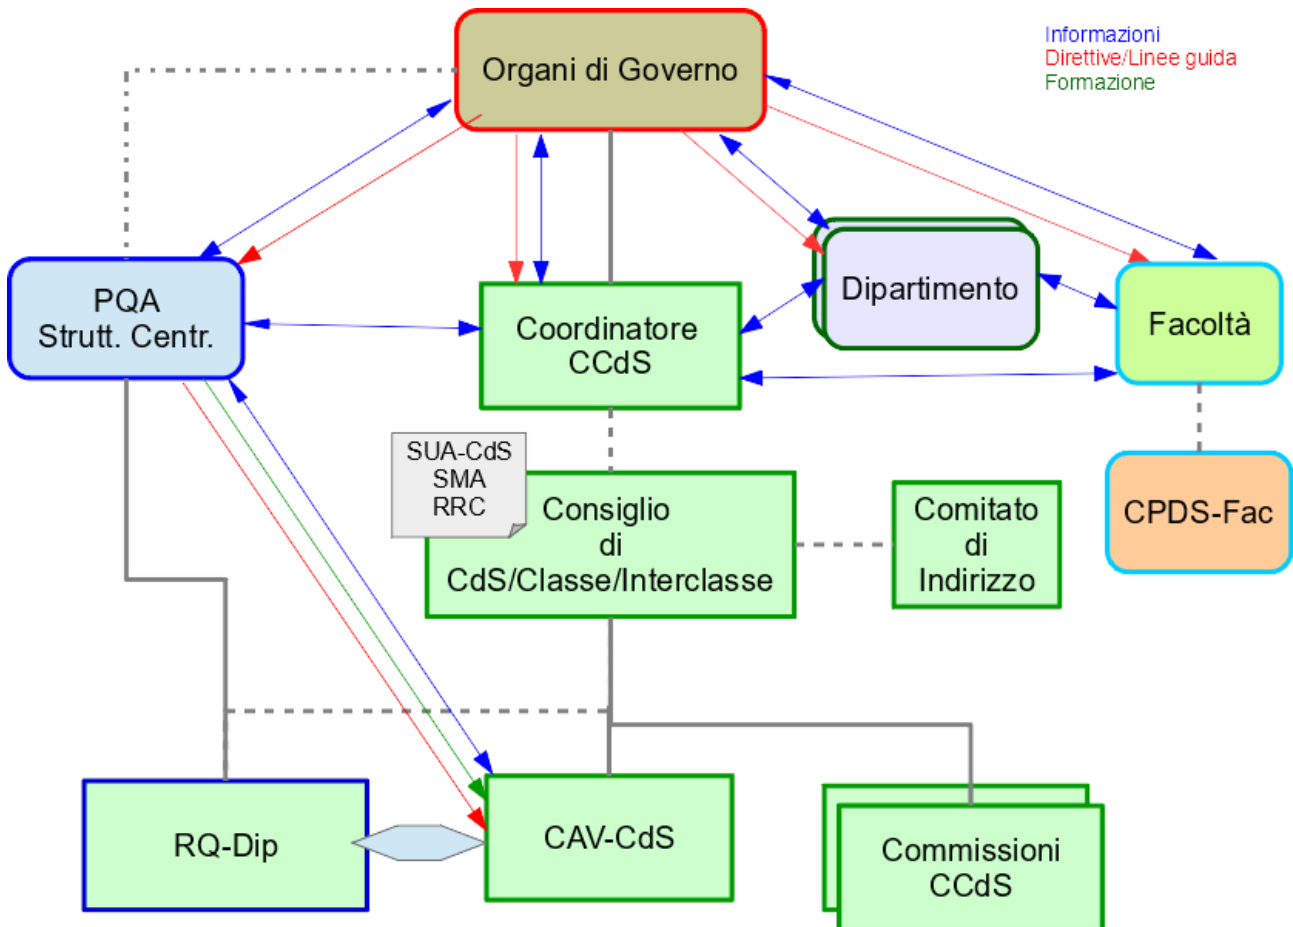 Organi di Governo
Informazioni
Direttive/Linee guida
Formazione
PQA
Strutt. Centr.
Coordinatore
CCdS
Dipartimento
Facoltà
SUA-CdS
SMA
RRC
Consiglio
di
CdS/Classe/Interclasse
Comitato
di
Indirizzo
CPDS-Fac
RQ-Dip
CAV-CdS
Commissioni
CCdS